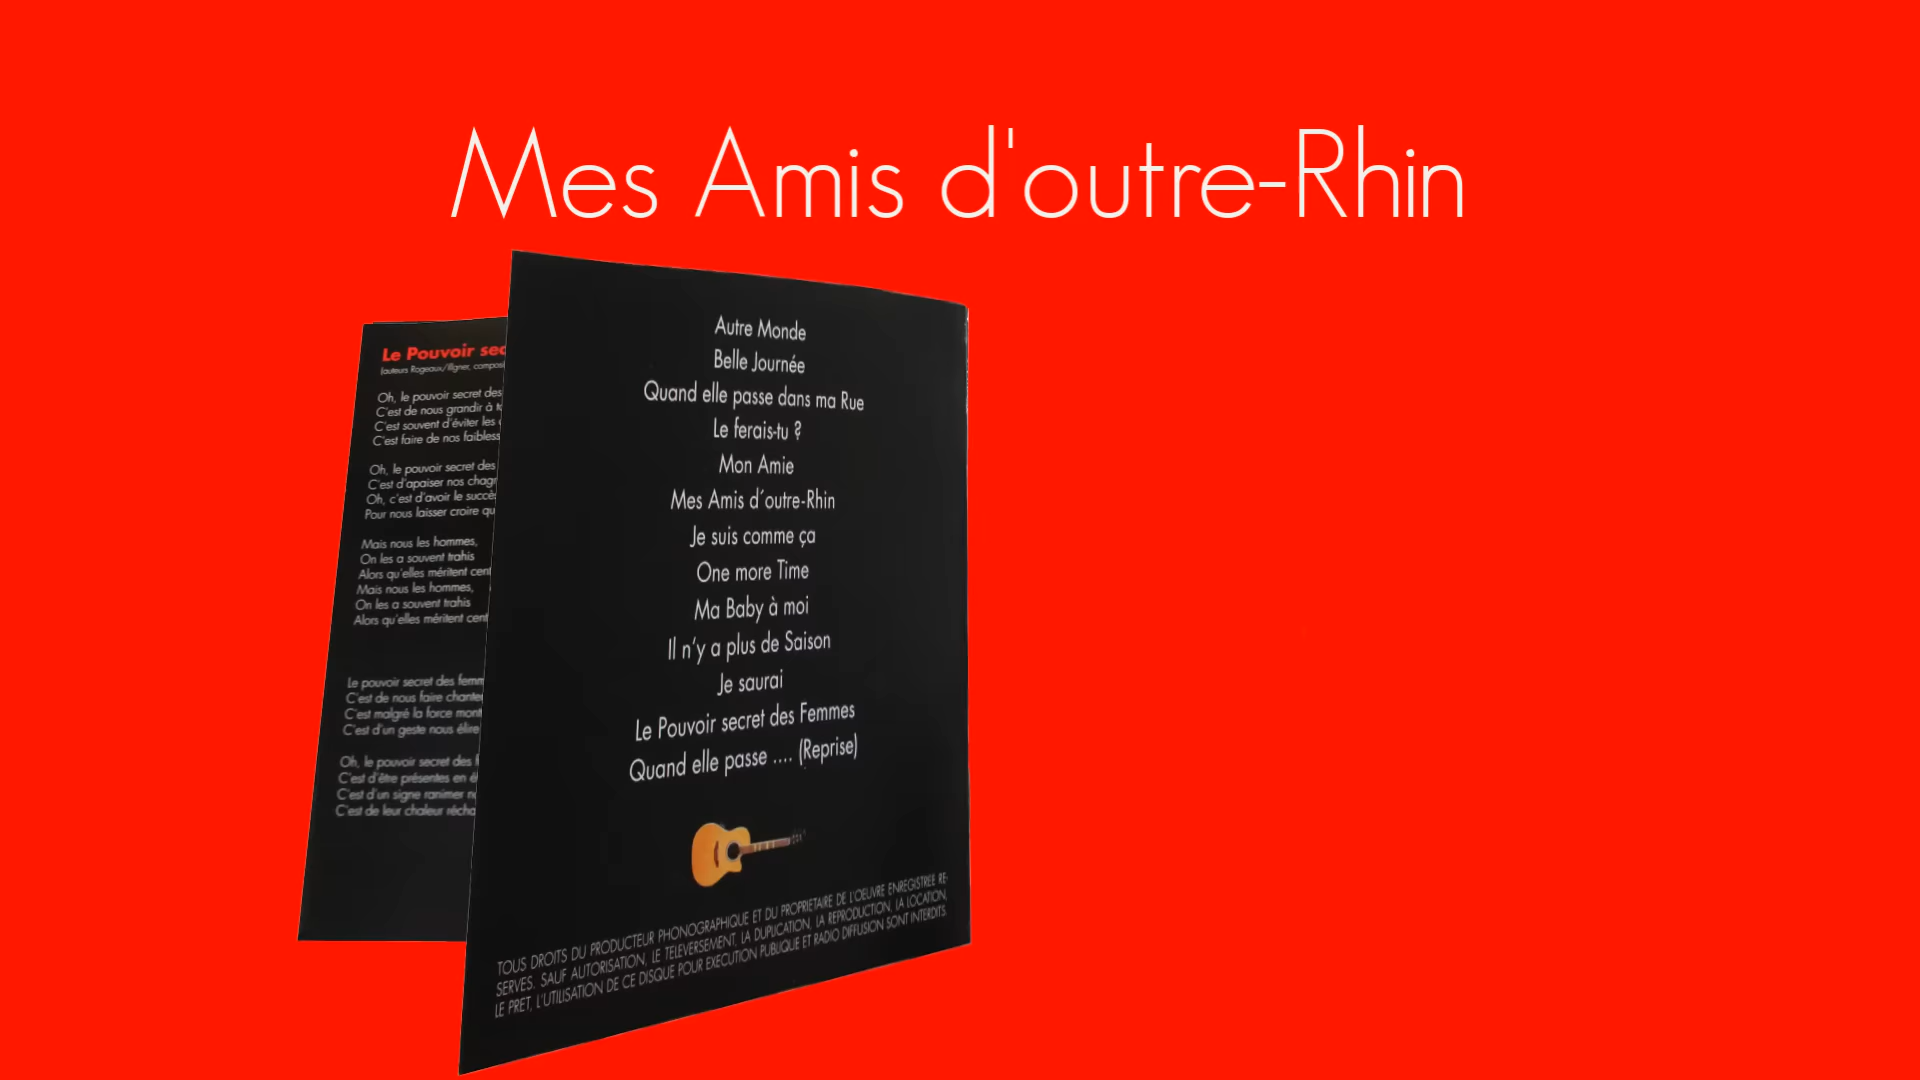 Mes Amis d'outre-Rhin
Le Pouvoir
(auteurs Rogeaux/Illgner,
Oh, le pouvoir secret des
C'est de nous grandir à
C'est souvent d'éviter les
C'est faire de nos
Oh, le pouvoir secret des
C'est d'apaiser nos
Oh, c'est d'avoir le
Pour nous laisser croire
Mais nous les hommes,
On les a souvent trahis
Alors qu'elles méritent cent
Mais nous les hommes,
On les a souvent trahis
Alors qu'elles méritent cent
Le pouvoir secret des
C'est de nous faire
C'est malgré la force
C'est d'un geste nous élire
Oh, le pouvoir secret des
C'est d'être présentes en
C'est d'un signe ranimer
C'est de leur chaleur
Autre Monde
Belle Journée
Quand elle passe dans ma Rue
Le ferais-tu ?
Mon Amie
Mes Amis d'outre-Rhin
Je suis comme ça
One more Time
Ma Baby à moi
Il n'y a plus de Saison
Je saurai
Le Pouvoir secret des Femmes
Quand elle passe .... (Reprise)
TOUS DROITS DU PRODUCTEUR PHONOGRAPHIQUE ET DU PROPRIETAIRE DE L'OEUVRE ENREGISTREE RE-
SERVES. SAUF AUTORISATION, LE TELEVERSEMENT, LA DUPLICATION, LA REPRODUCTION, LA LOCATION,
LE PRET, L'UTILISATION DE CE DISQUE POUR EXECUTION PUBLIQUE ET RADIO DIFFUSION SONT INTERDITS.